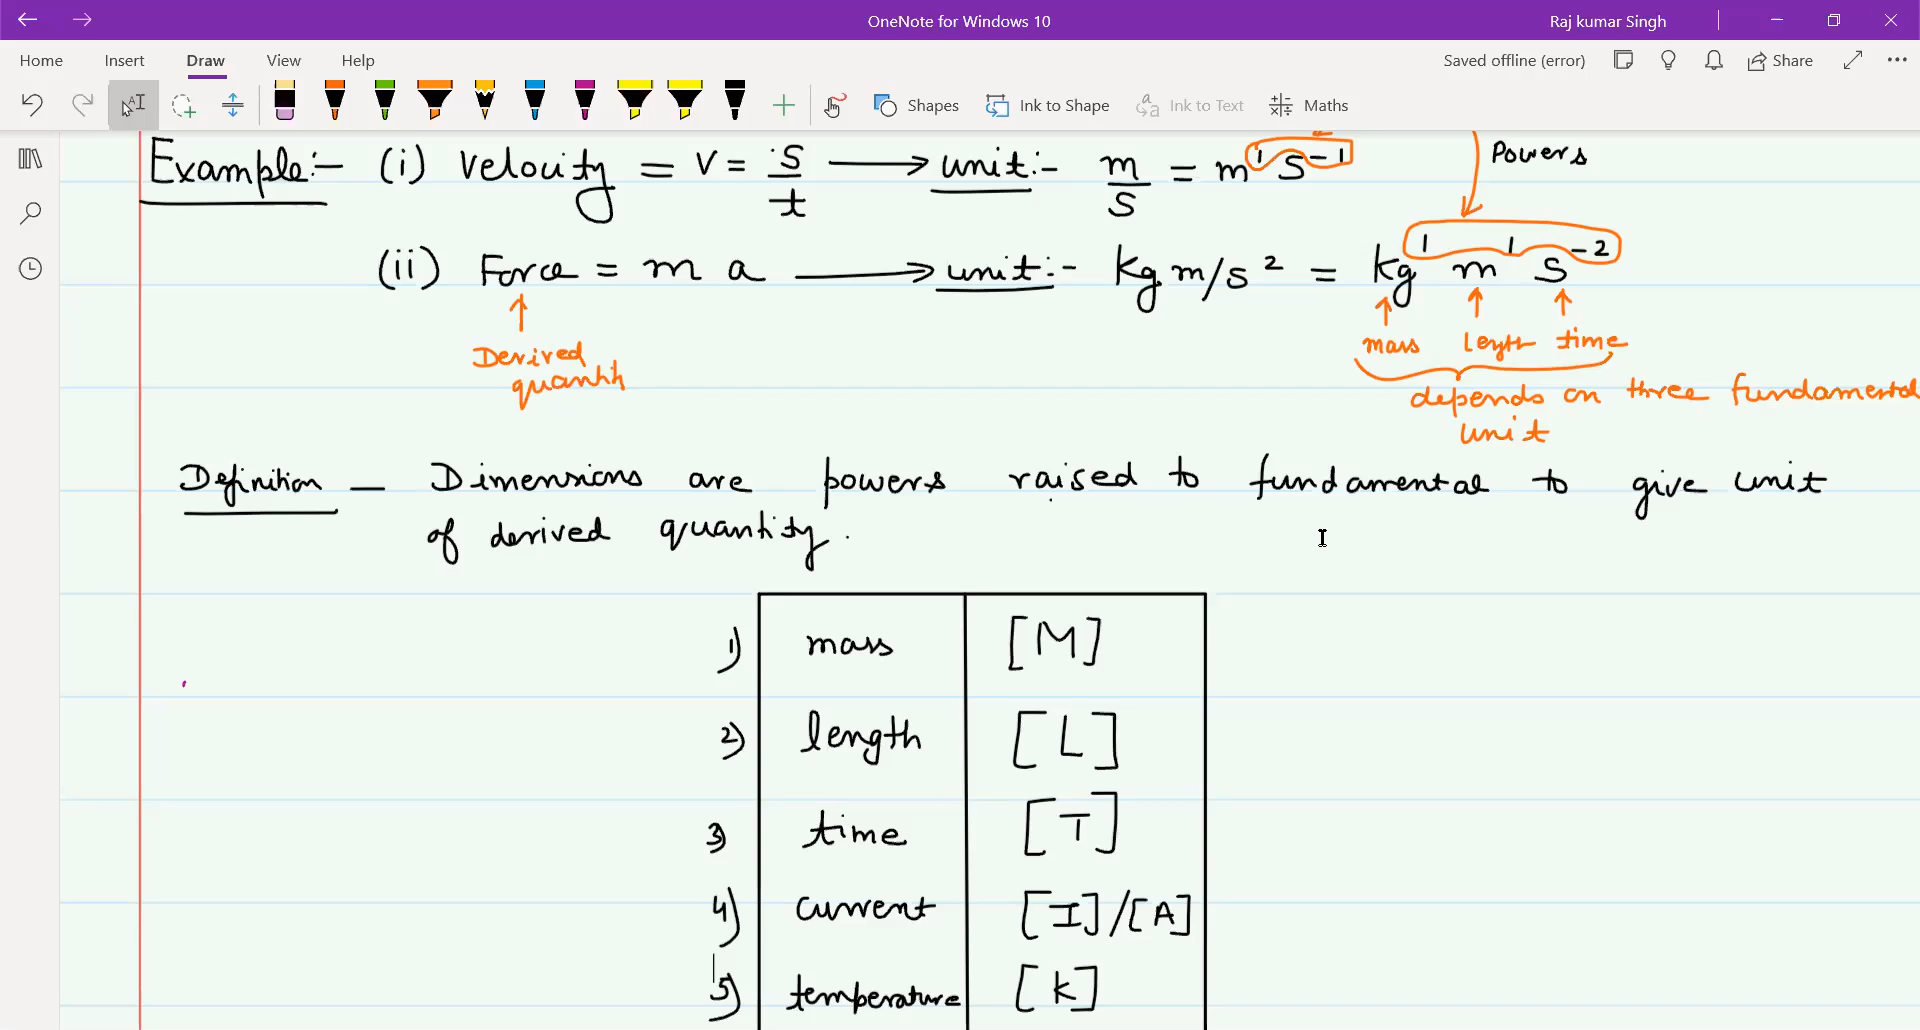 OneNote for Windows 10
Raj kumar Singh
Home Insert Draw View Help
Saved offline (error) Share
Shapes Ink to Shape Ink to Text Maths
Example:- (i) Velocity = v = s/t → unit:- m/s = m¹ s⁻¹
Powers
(ii) Force = m a → unit:- kg m/s² = kg¹ m¹ s⁻²
mass length time
Derived
quantity
depends on three fundamental
unit
Definition — Dimensions are powers raised to fundamental to give unit
of derived quantity.
1) mass [M]
2) length [L]
3) time [T]
4) current [I]/[A]
5) temperature [K]